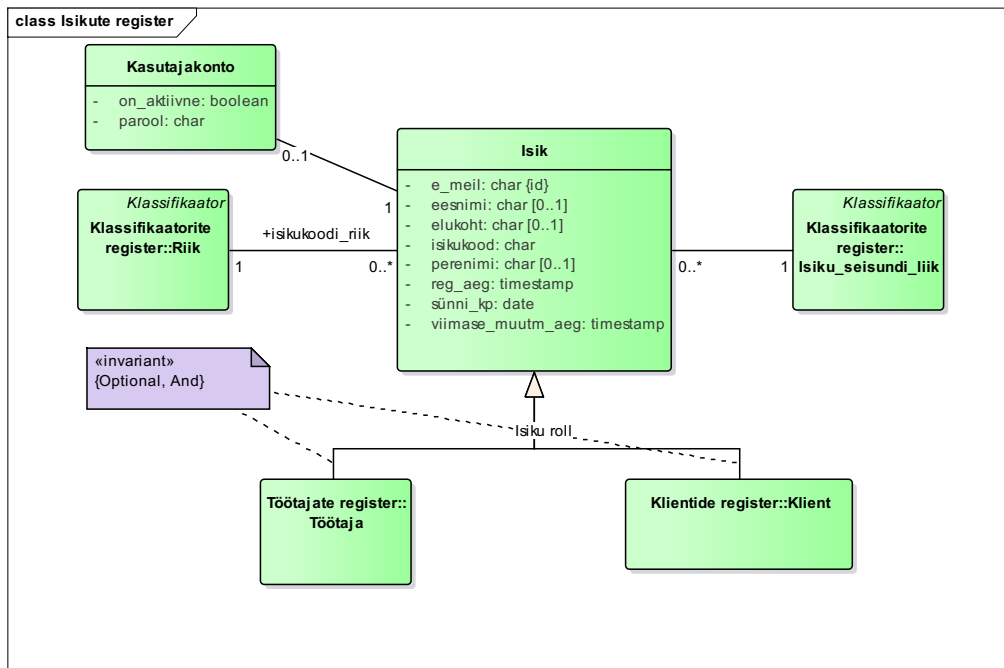 class Isikute register
Kasutajakonto
- on_aktiivne: boolean
- parool: char
0..1
1
Isik
- e_meil: char {id}
- eesnimi: char [0..1]
- elukoht: char [0..1]
- isikukood: char
- perenimi: char [0..1]
- reg_aeg: timestamp
- sünni_kp: date
- viimase_muutm_aeg: timestamp
Klassifikaator
Klassifikaatorite
register::Riik
+isikukoodi_riik
1
0..*
0..*
1
Klassifikaator
Klassifikaatorite
register::
Isiku_seisundi_liik
«invariant»
{Optional, And}
Isiku roll
Töötajate register::
Töötaja
Klientide register::Klient